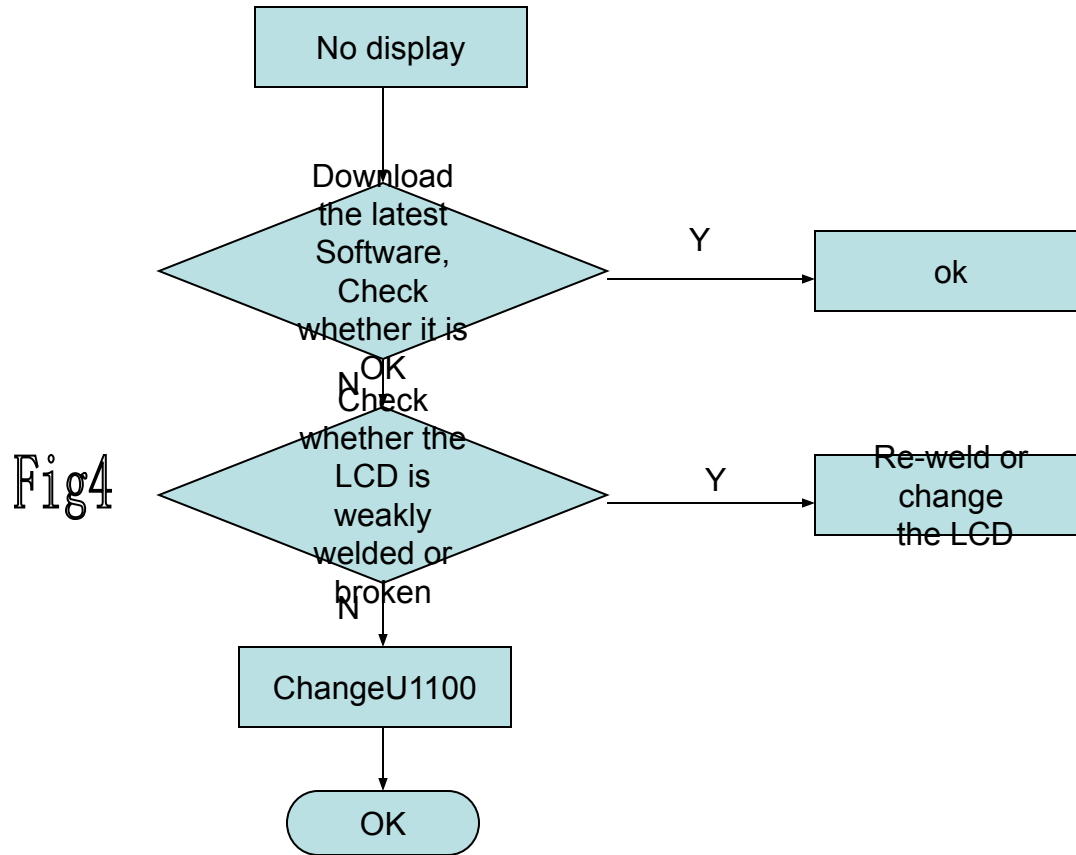 No display
Download
the latest
Software,
Check
whether it is
OK
Y
ok
N
Check
whether the
LCD is
weakly
welded or
broken
Y
Re-weld or
change
the LCD
Fig4
N
ChangeU1100
OK